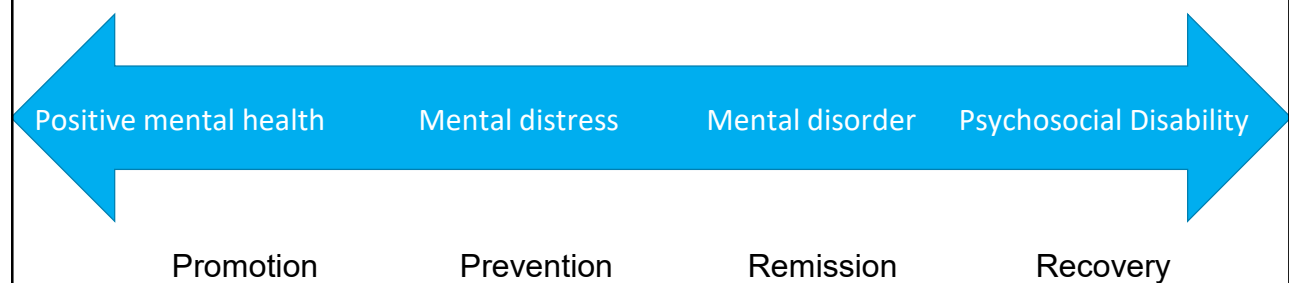 Positive mental health Mental distress Mental disorder Psychosocial Disability
Promotion Prevention Remission Recovery